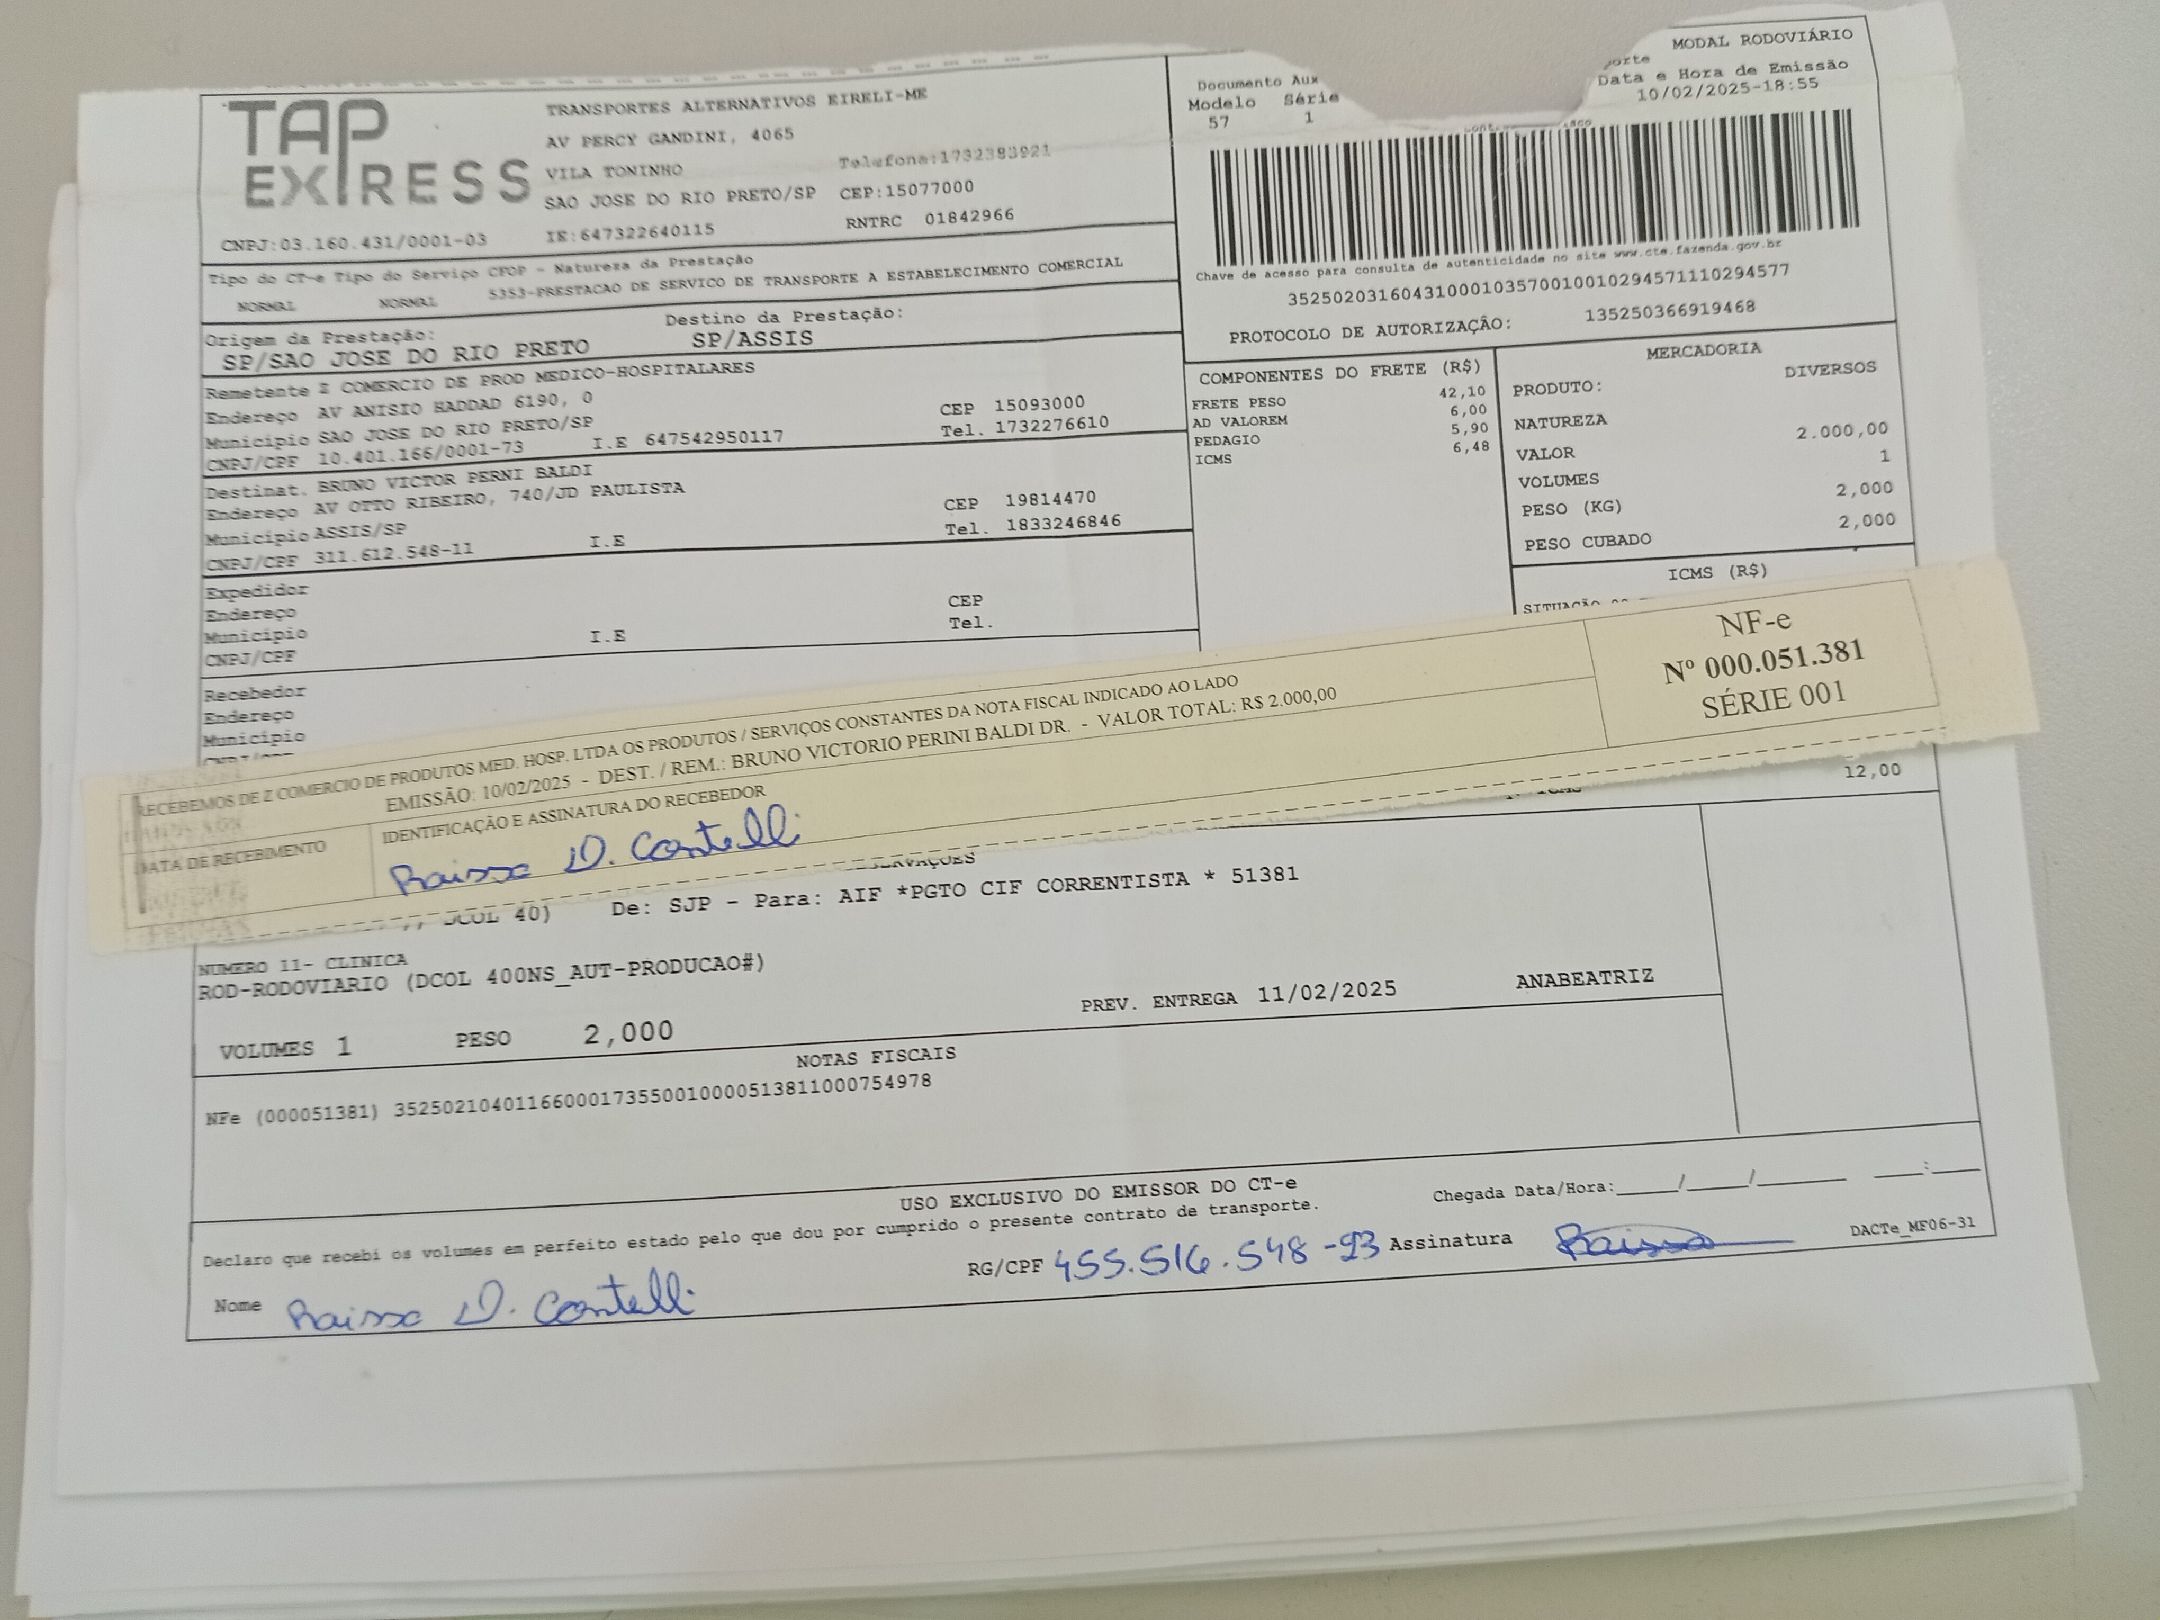 TAP EXPRESS
TRANSPORTES ALTERNATIVOS EIRELI-ME
AV PERCY GANDINI, 4065
VILA TONINHO Telefone:1732383921
SAO JOSE DO RIO PRETO/SP CEP:15077000
CNPJ:03.160.431/0001-03 IE:647322640115 RNTRC 01842966
Documento Aux
Modelo Série
57 1
MODAL RODOVIÁRIO
Data e Hora de Emissão
10/02/2025-18:55
Chave de acesso para consulta de autenticidade no site www.cte.fazenda.gov.br
35250203160431000103570010010294571110294577
PROTOCOLO DE AUTORIZAÇÃO: 135250366919468
Tipo do CT-e Tipo do Serviço CFOP - Natureza da Prestação
NORMAL NORMAL 5353-PRESTACAO DE SERVICO DE TRANSPORTE A ESTABELECIMENTO COMERCIAL
Origem da Prestação: Destino da Prestação:
SP/SAO JOSE DO RIO PRETO SP/ASSIS
Remetente Z COMERCIO DE PROD MEDICO-HOSPITALARES
Endereço AV ANISIO HADDAD 6190, 0 CEP 15093000
Município SAO JOSE DO RIO PRETO/SP Tel. 1732276610
CNPJ/CPF 10.401.166/0001-73 I.E 647542950117
Destinat. BRUNO VICTOR PERNI BALDI
Endereço AV OTTO RIBEIRO, 740/JD PAULISTA CEP 19814470
Município ASSIS/SP Tel. 1833246846
CNPJ/CPF 311.612.548-11 I.E
Expedidor
Endereço CEP
Município I.E Tel.
CNPJ/CPF
Recebedor
Endereço
Município
COMPONENTES DO FRETE (R$)
FRETE PESO 42,10
AD VALOREM 6,00
PEDAGIO 5,90
ICMS 6,48
MERCADORIA
PRODUTO: DIVERSOS
NATUREZA
VALOR 2.000,00
VOLUMES 1
PESO (KG) 2,000
PESO CUBADO 2,000
ICMS (R$)
12,00
RECEBEMOS DE Z COMERCIO DE PRODUTOS MED. HOSP. LTDA OS PRODUTOS / SERVIÇOS CONSTANTES DA NOTA FISCAL INDICADO AO LADO
EMISSÃO: 10/02/2025 - DEST. / REM.: BRUNO VICTORIO PERINI BALDI DR. - VALOR TOTAL: R$ 2.000,00
DATA DE RECEBIMENTO IDENTIFICAÇÃO E ASSINATURA DO RECEBEDOR
Raissa D. Contelli
NF-e
Nº 000.051.381
SÉRIE 001
DCOL 40) De: SJP - Para: AIF *PGTO CIF CORRENTISTA * 51381
NUMERO 11- CLINICA
ROD-RODOVIARIO (DCOL 400NS_AUT-PRODUCAO#)
PREV. ENTREGA 11/02/2025 ANABEATRIZ
VOLUMES 1 PESO 2,000
NOTAS FISCAIS
NFe (000051381) 35250210401166000173550010000513811000754978
USO EXCLUSIVO DO EMISSOR DO CT-e
Declaro que recebi os volumes em perfeito estado pelo que dou por cumprido o presente contrato de transporte.
Chegada Data/Hora:_____/_____/_______ ____:____
Nome Raissa D. Contelli RG/CPF 455.516.548-93 Assinatura Raissa
DACTe_MF06-31